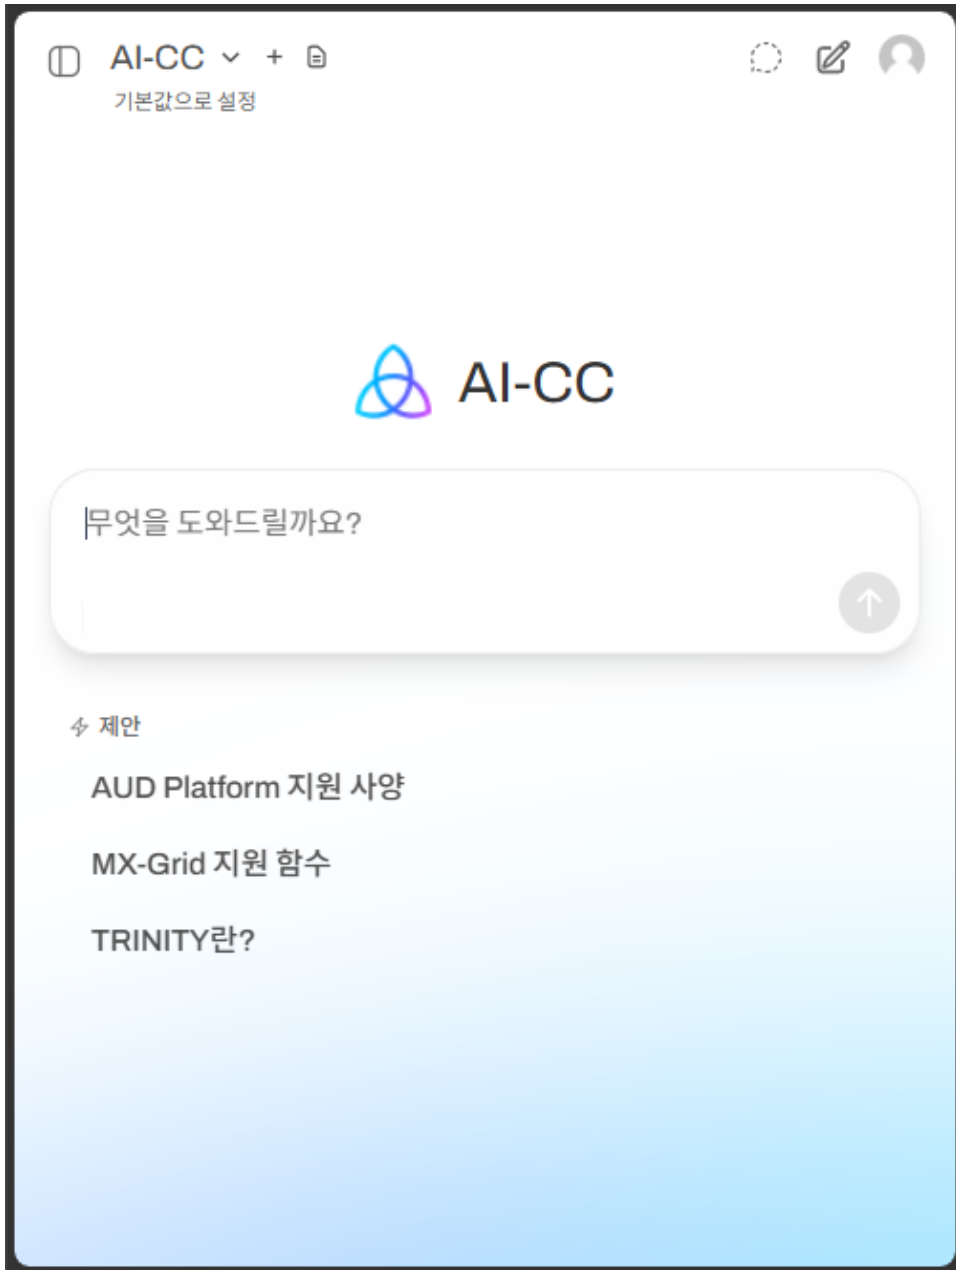 AI-CC
기본값으로 설정
AI-CC
무엇을 도와드릴까요?
제안
AUD Platform 지원 사양
MX-Grid 지원 함수
TRINITY란?